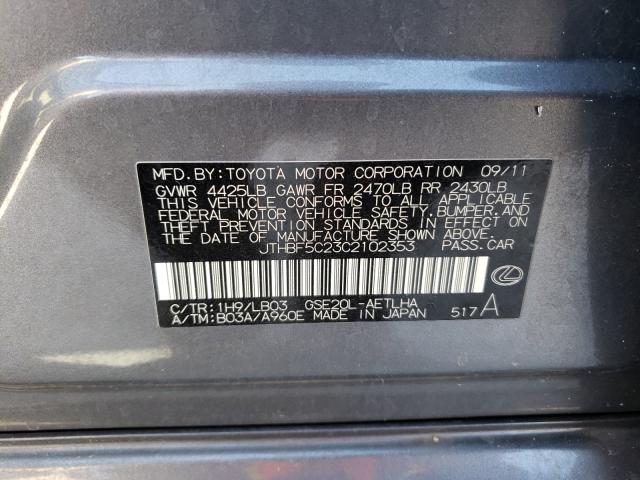 MFD.BY:TOYOTA MOTOR CORPORATION 09/11
GVWR 4425LB GAWR FR 2470LB RR 2430LB
THIS VEHICLE CONFORMS TO ALL APPLICABLE
FEDERAL MOTOR VEHICLE SAFETY,BUMPER,AND
THEFT PREVENTION STANDARDS IN EFFECT ON
THE DATE OF MANUFACTURE SHOWN ABOVE.
JTHBF5C23C2102353 PASS.CAR
C/TR:1H9/LB03 GSE20L-AETLHA
A/TM:B03A/A960E MADE IN JAPAN 517A